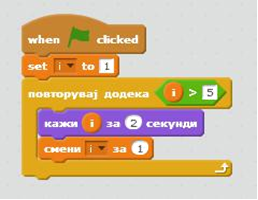 when clicked
set i to 1
повторувај додека i > 5
кажи i за 2 секунди
смени i за 1